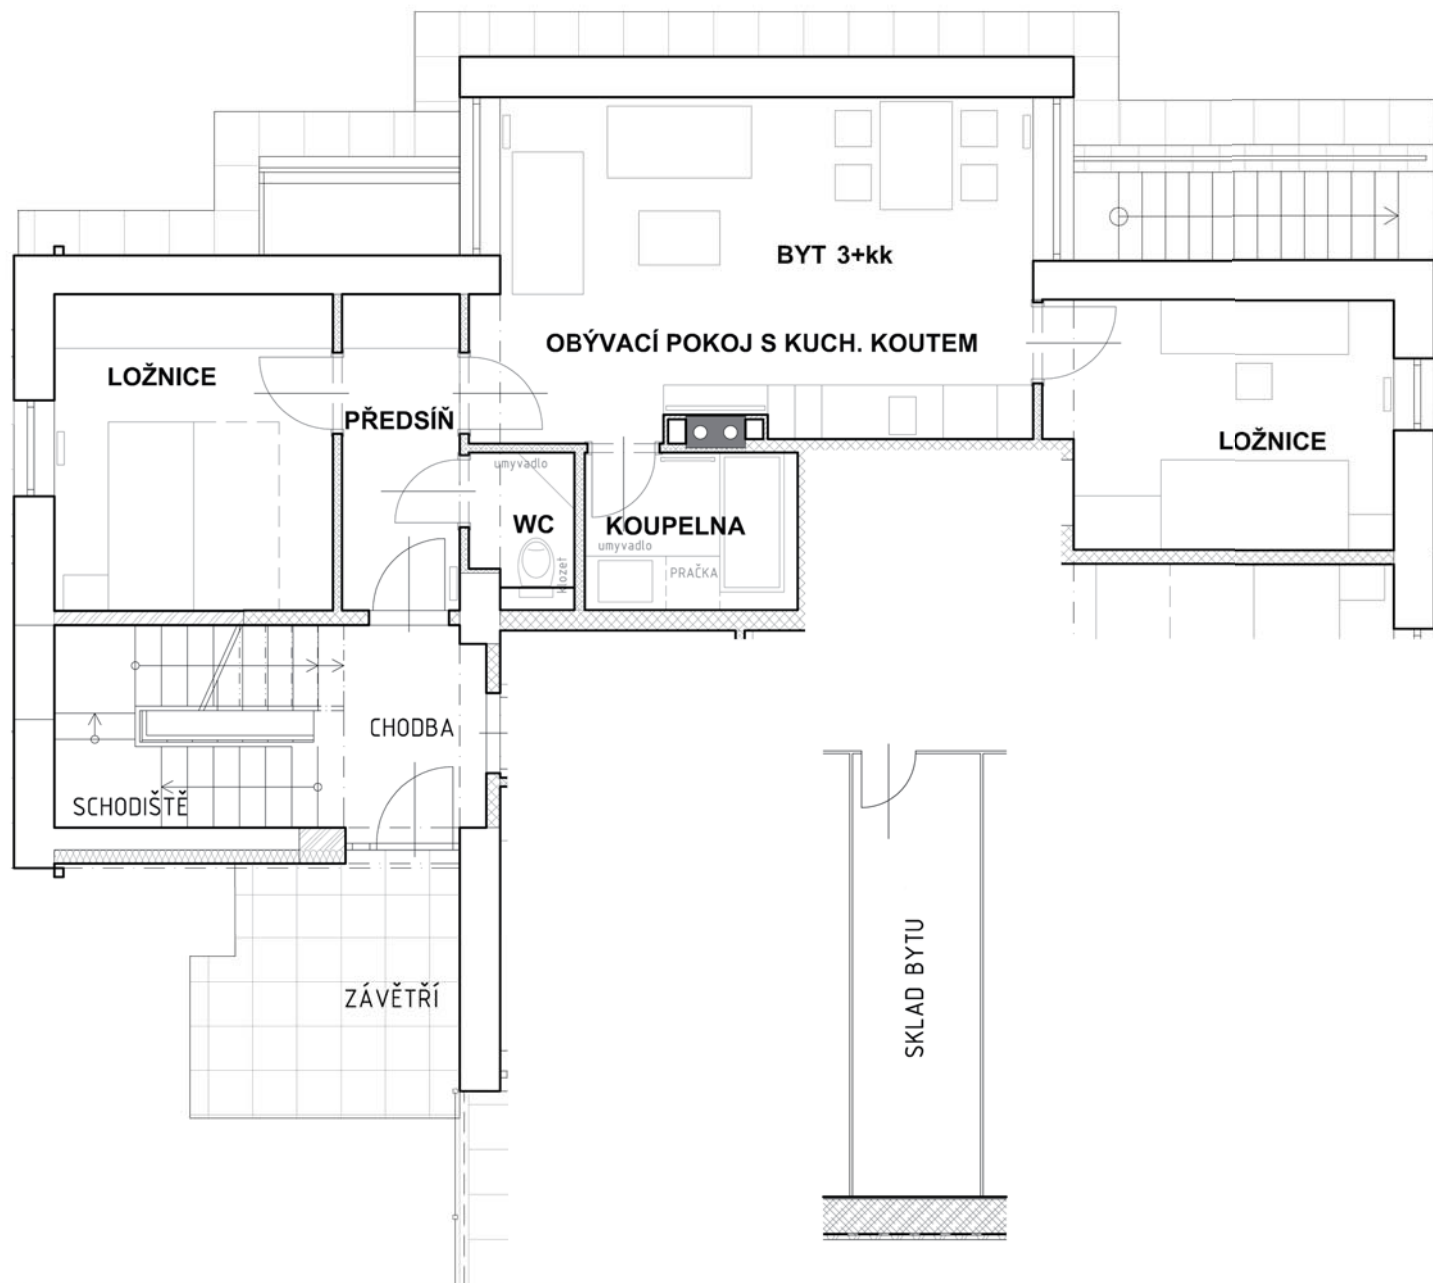 BYT 3+kk
OBÝVACÍ POKOJ S KUCH. KOUTEM
LOŽNICE
PŘEDSÍŇ
LOŽNICE
umyvadlo
WC
klozet
KOUPELNA
umyvadlo
PRAČKA
CHODBA
SCHODIŠTĚ
ZÁVĚTŘÍ
SKLAD BYTU